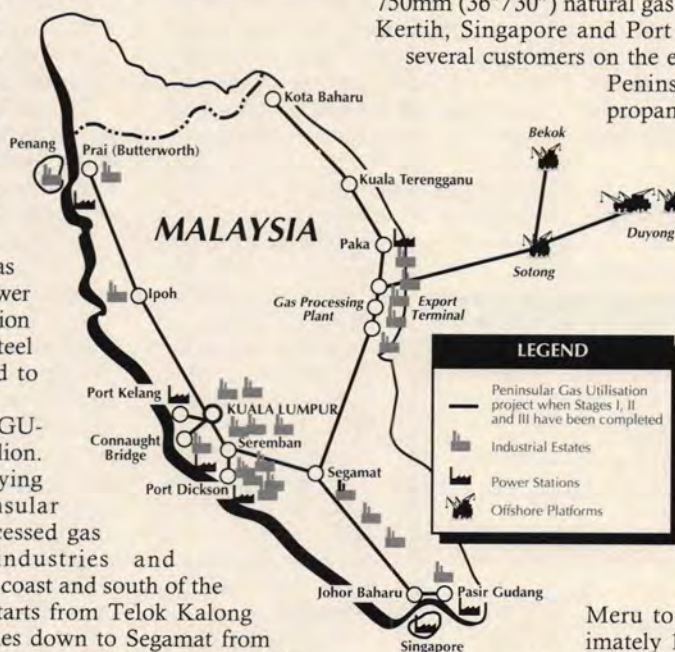 750mm (36"730") natural gas
Kertih, Singapore and Port
several customers on the e
Penins
propan
as
wer
ion
teel
d to
GU-
lion.
ying
nsular
cessed gas
industries and
coast and south of the
tarts from Telok Kalong
es down to Segamat from
Kota Baharu
Penang
Prai (Butterworth)
Bekok
Kuala Terengganu
MALAYSIA
Paka
Duyong
Sotong
Ipoh
Gas Processing
Plant
Export
Terminal
Port Kelang
KUALA LUMPUR
Connaught
Bridge
Seremban
Port Dickson
Segamat
Johor Baharu
Pasir Gudang
Singapore
LEGEND
Peninsular Gas Utilisation
project when Stages I, II
and III have been completed
Industrial Estates
Power Stations
Offshore Platforms
Meru to
imately 1